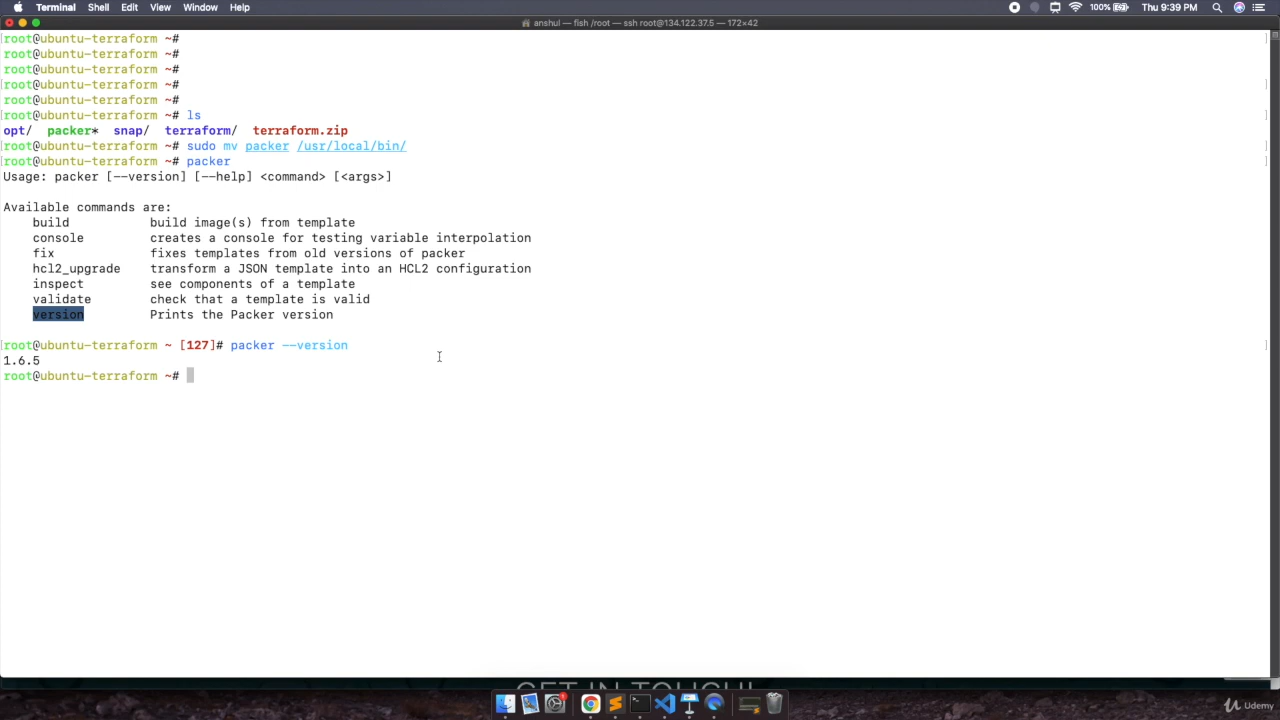 Terminal Shell Edit View Window Help 100% Thu 9:39 PM
anshul — fish /root — ssh root@134.122.37.5 — 172×42
root@ubuntu-terraform ~#
root@ubuntu-terraform ~#
root@ubuntu-terraform ~#
root@ubuntu-terraform ~#
root@ubuntu-terraform ~#
root@ubuntu-terraform ~# ls
opt/ packer* snap/ terraform/ terraform.zip
root@ubuntu-terraform ~# sudo mv packer /usr/local/bin/
root@ubuntu-terraform ~# packer
Usage: packer [--version] [--help] <command> [<args>]
Available commands are:
build build image(s) from template
console creates a console for testing variable interpolation
fix fixes templates from old versions of packer
hcl2_upgrade transform a JSON template into an HCL2 configuration
inspect see components of a template
validate check that a template is valid
version Prints the Packer version
root@ubuntu-terraform ~ [127]# packer --version
1.6.5
root@ubuntu-terraform ~#
GET IN TOUCH!
Udemy